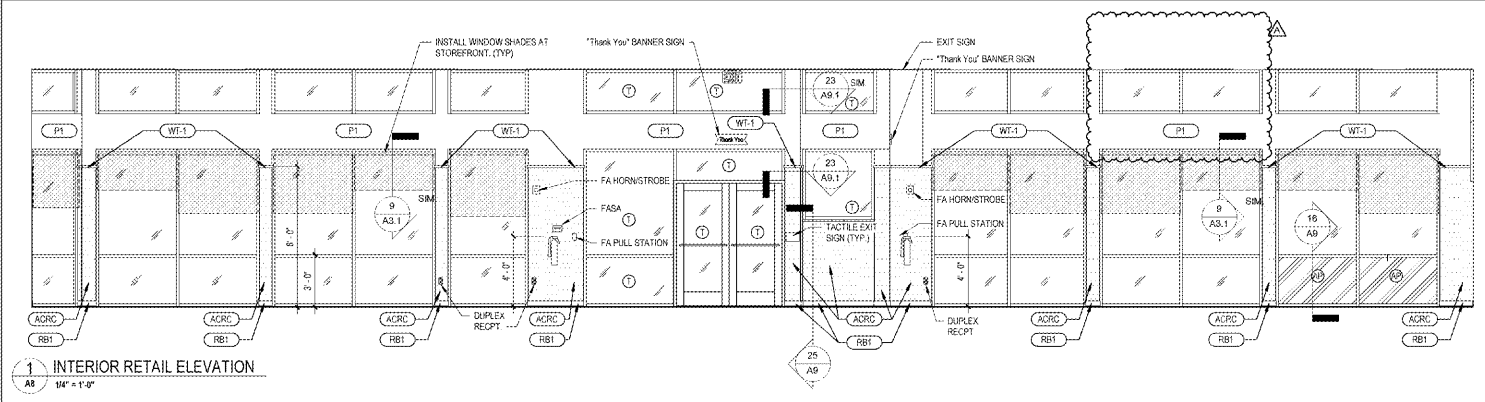 INSTALL WINDOW SHADES AT
STOREFRONT. (TYP)
"Thank You" BANNER SIGN
EXIT SIGN
"Thank You" BANNER SIGN
A
T
T
23
A9.1
SIM.
T
P1
WT-1
P1
WT-1
P1
Thank You
WT-1
P1
WT-1
P1
WT-1
T
23
A9.1
FA HORN/STROBE
FASA
FA PULL STATION
T
9
A3.1
SIM.
8'- 0"
3'- 0"
4'- 0"
T
T
T
T
TACTILE EXIT
SIGN (TYP.)
FA HORN/STROBE
FA PULL STATION
4'- 0"
9
A3.1
SIM.
16
A9
AP
AP
ACRC
ACRC
ACRC
DUPLEX
RECPT.
ACRC
ACRC
DUPLEX
RECPT
ACRC
ACRC
ACRC
RB1
RB1
RB1
RB1
RB1
RB1
RB1
RB1
25
A9
1
A8
INTERIOR RETAIL ELEVATION
1/4" = 1'-0"